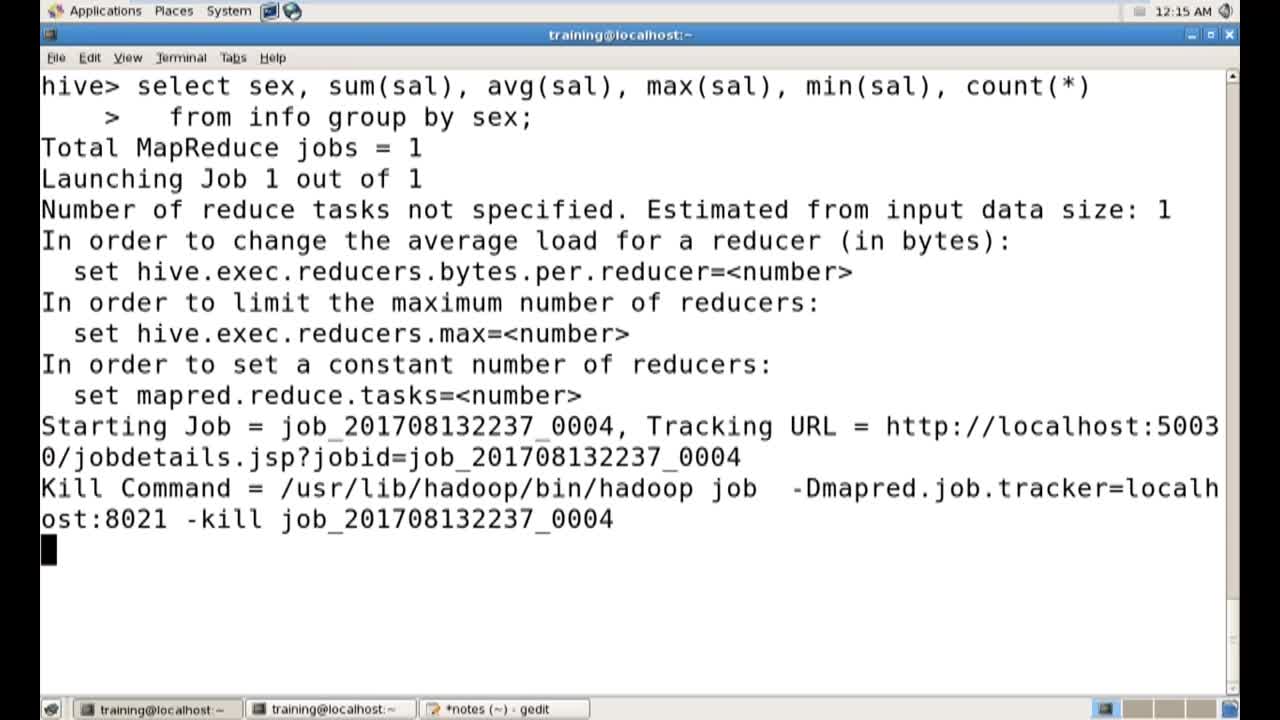 Applications Places System 12:15 AM
training@localhost:~
File Edit View Terminal Tabs Help
hive> select sex, sum(sal), avg(sal), max(sal), min(sal), count(*)
    >   from info group by sex;
Total MapReduce jobs = 1
Launching Job 1 out of 1
Number of reduce tasks not specified. Estimated from input data size: 1
In order to change the average load for a reducer (in bytes):
  set hive.exec.reducers.bytes.per.reducer=<number>
In order to limit the maximum number of reducers:
  set hive.exec.reducers.max=<number>
In order to set a constant number of reducers:
  set mapred.reduce.tasks=<number>
Starting Job = job_201708132237_0004, Tracking URL = http://localhost:5003
0/jobdetails.jsp?jobid=job_201708132237_0004
Kill Command = /usr/lib/hadoop/bin/hadoop job  -Dmapred.job.tracker=localh
ost:8021 -kill job_201708132237_0004
training@localhost:~ training@localhost:~ *notes (~) - gedit